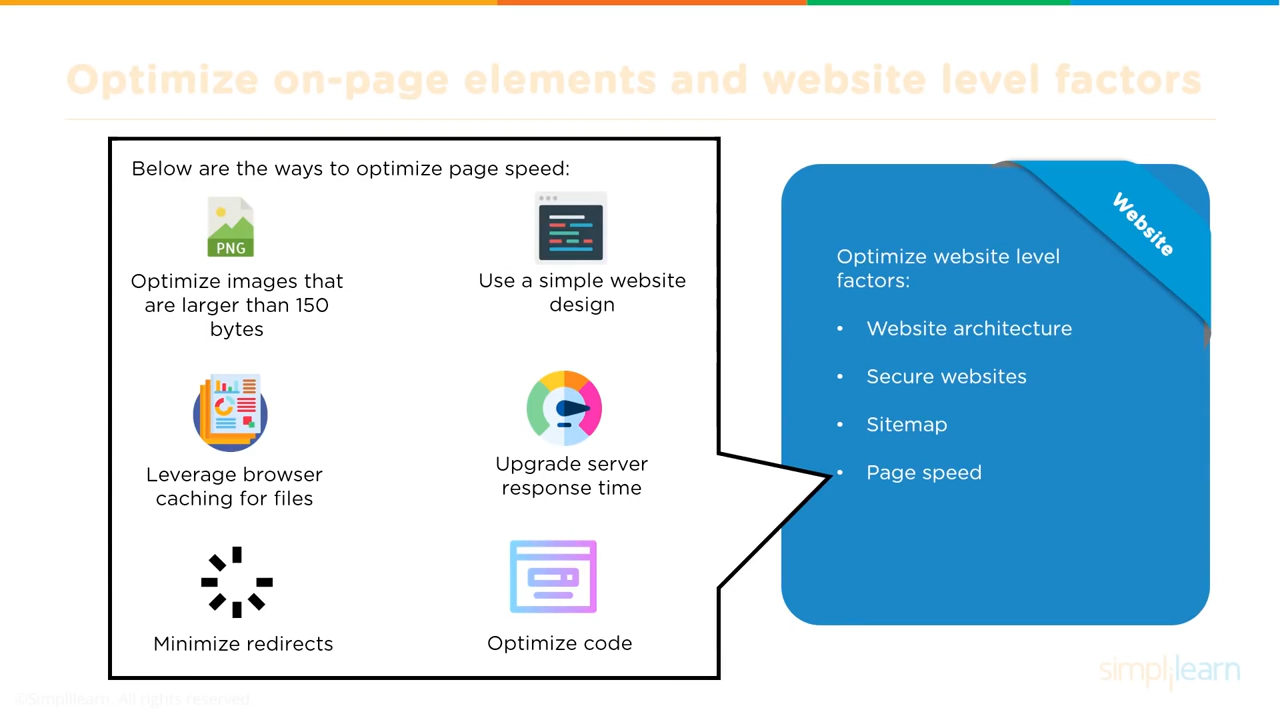 Optimize on-page elements and website level factors
Below are the ways to optimize page speed:
PNG
Optimize images that
are larger than 150
bytes
Use a simple website
design
Leverage browser
caching for files
Upgrade server
response time
Minimize redirects
Optimize code
Website
Optimize website level
factors:
• Website architecture
• Secure websites
• Sitemap
• Page speed
simplilearn
©Simplilearn. All rights reserved